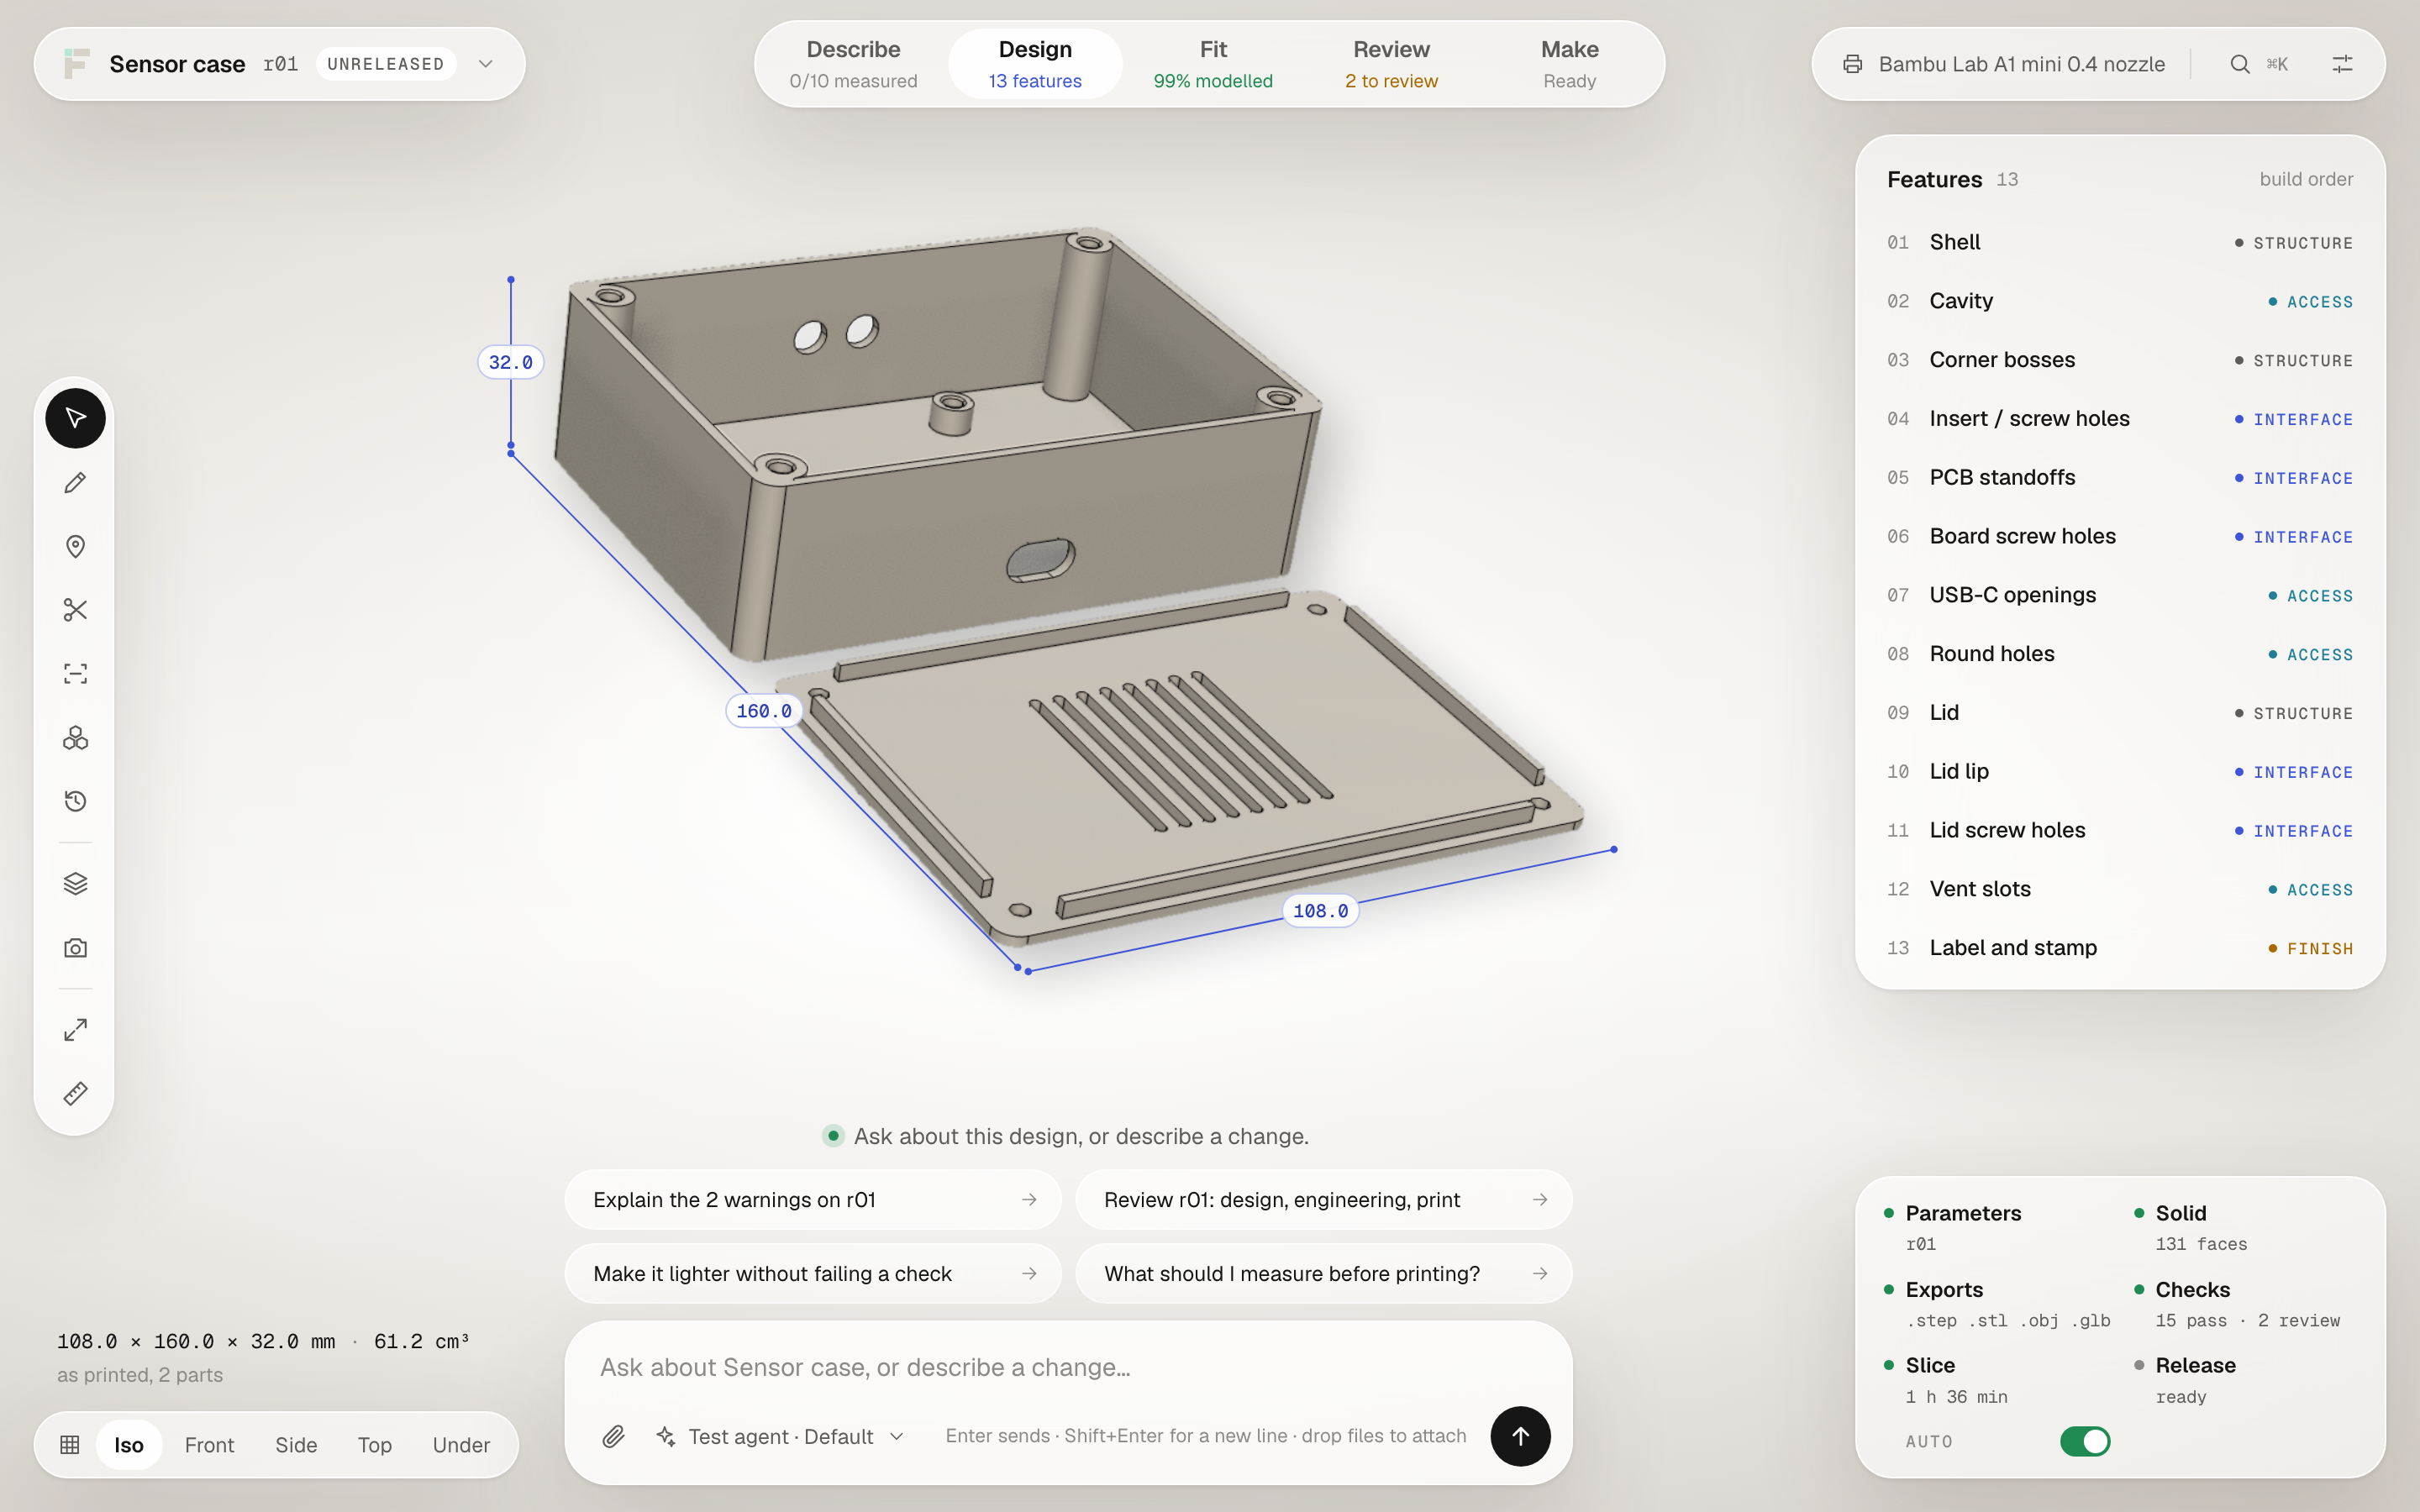 Sensor case r01 UNRELEASED
Describe
0/10 measured
Design
13 features
Fit
99% modelled
Review
2 to review
Make
Ready
Bambu Lab A1 mini 0.4 nozzle
⌘K
Features 13 build order
01 Shell STRUCTURE
02 Cavity ACCESS
03 Corner bosses STRUCTURE
04 Insert / screw holes INTERFACE
05 PCB standoffs INTERFACE
06 Board screw holes INTERFACE
07 USB-C openings ACCESS
08 Round holes ACCESS
09 Lid STRUCTURE
10 Lid lip INTERFACE
11 Lid screw holes INTERFACE
12 Vent slots ACCESS
13 Label and stamp FINISH
32.0
160.0
108.0
Ask about this design, or describe a change.
Explain the 2 warnings on r01 →
Review r01: design, engineering, print →
Make it lighter without failing a check →
What should I measure before printing? →
Ask about Sensor case, or describe a change…
Test agent · Default
Enter sends · Shift+Enter for a new line · drop files to attach
108.0 × 160.0 × 32.0 mm · 61.2 cm³
as printed, 2 parts
Iso Front Side Top Under
Parameters
r01
Solid
131 faces
Exports
.step .stl .obj .glb
Checks
15 pass · 2 review
Slice
1 h 36 min
Release
ready
AUTO